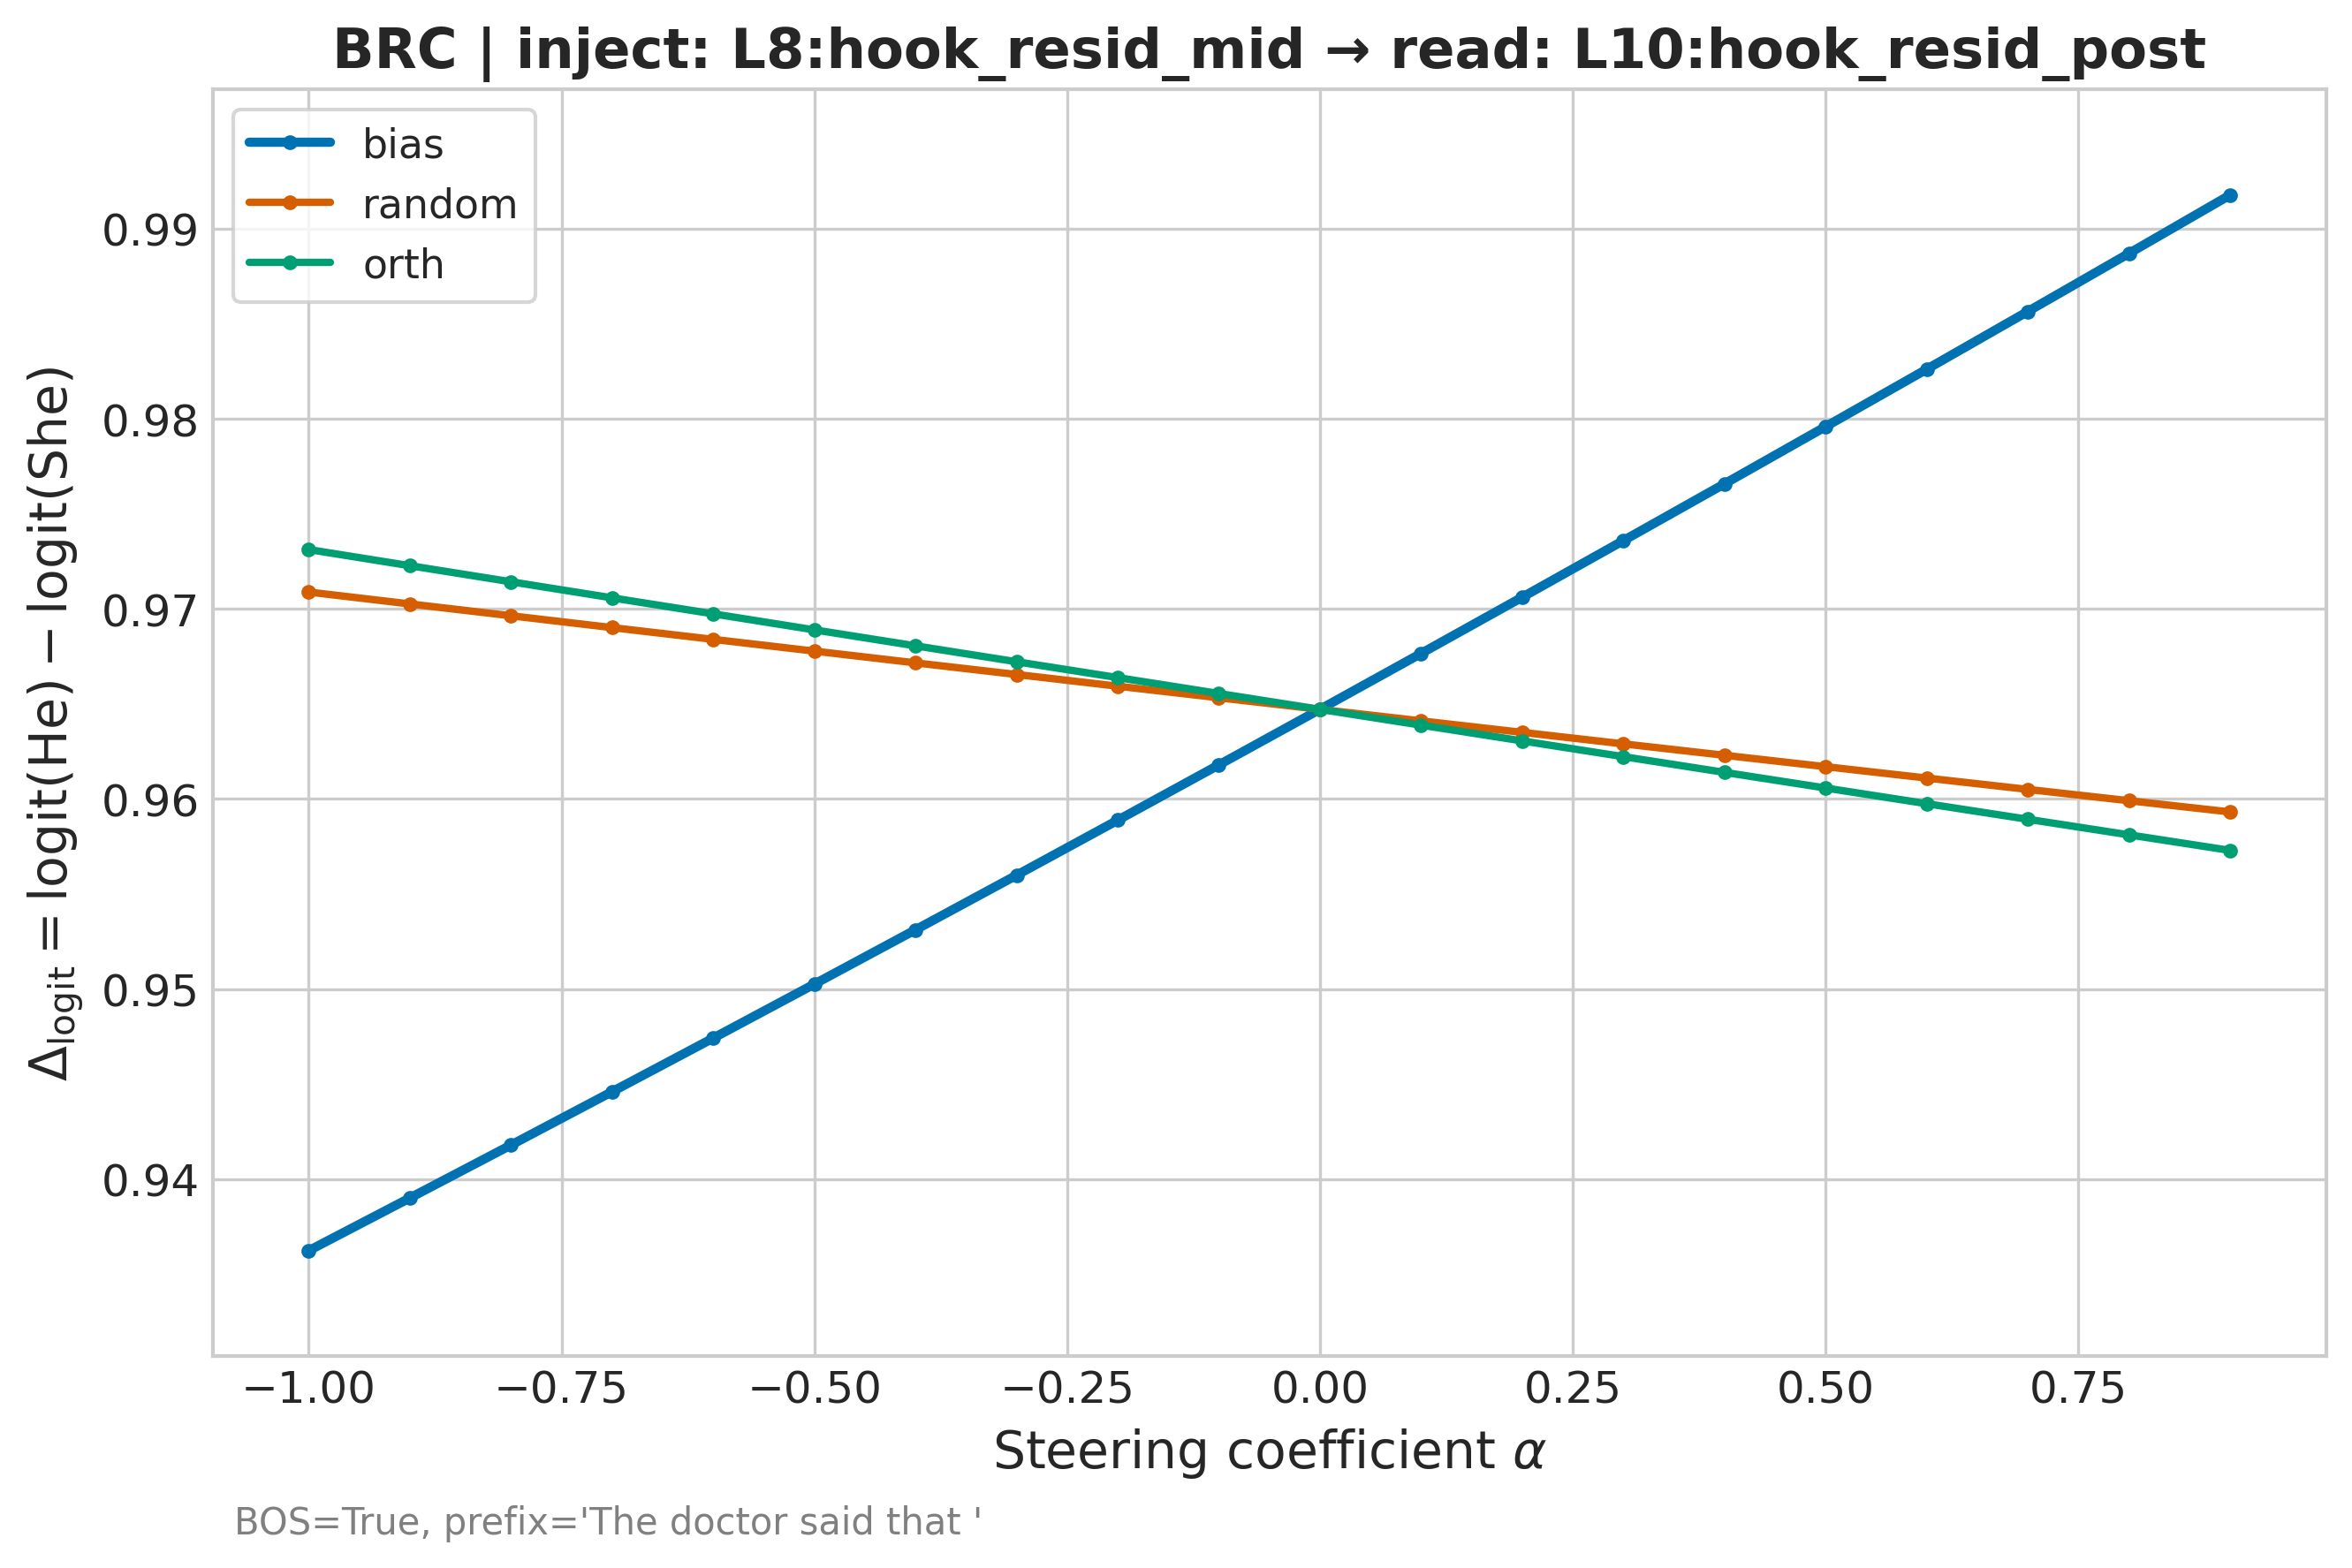 BRC | inject: L8:hook_resid_mid → read: L10:hook_resid_post
bias
random
orth
Δlogit = logit(He) − logit(She)
0.99
0.98
0.97
0.96
0.95
0.94
−1.00 −0.75 −0.50 −0.25 0.00 0.25 0.50 0.75
Steering coefficient α
BOS=True, prefix='The doctor said that '